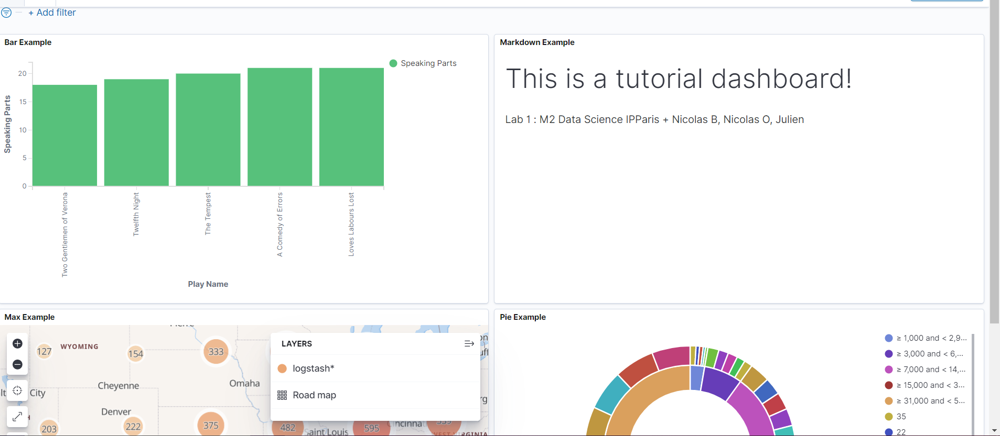 + Add filter
Bar Example
Speaking Parts
20
15
10
5
0
Speaking Parts
Two Gentlemen of Verona
Twelfth Night
The Tempest
A Comedy of Errors
Loves Labours Lost
Play Name
Markdown Example
This is a tutorial dashboard!
Lab 1 : M2 Data Science IPParis + Nicolas B, Nicolas O, Julien
Max Example
127
WYOMING
154
333
Cheyenne
Omaha
City
Denver
203
222
375
482
Saint Louis
595
LAYERS
logstash*
Road map
Pie Example
≥ 1,000 and < 2,9...
≥ 3,000 and < 6,...
≥ 7,000 and < 14,...
≥ 15,000 and < 3...
≥ 31,000 and < 5...
35
22